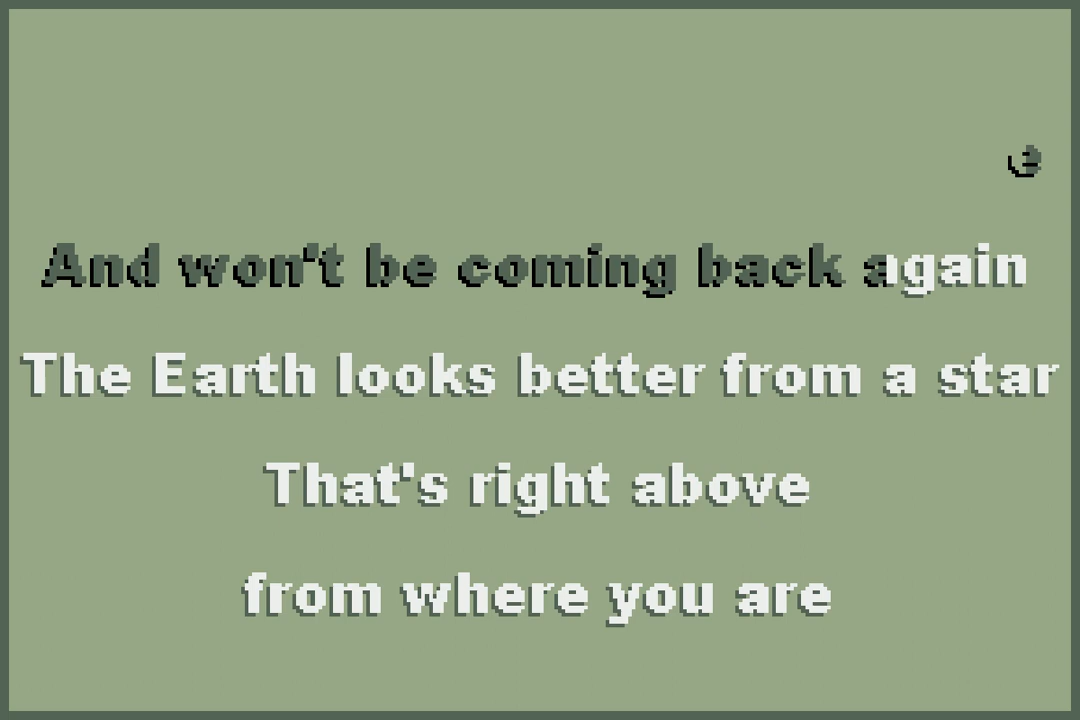 And won't be coming back again
The Earth looks better from a star
That's right above
from where you are